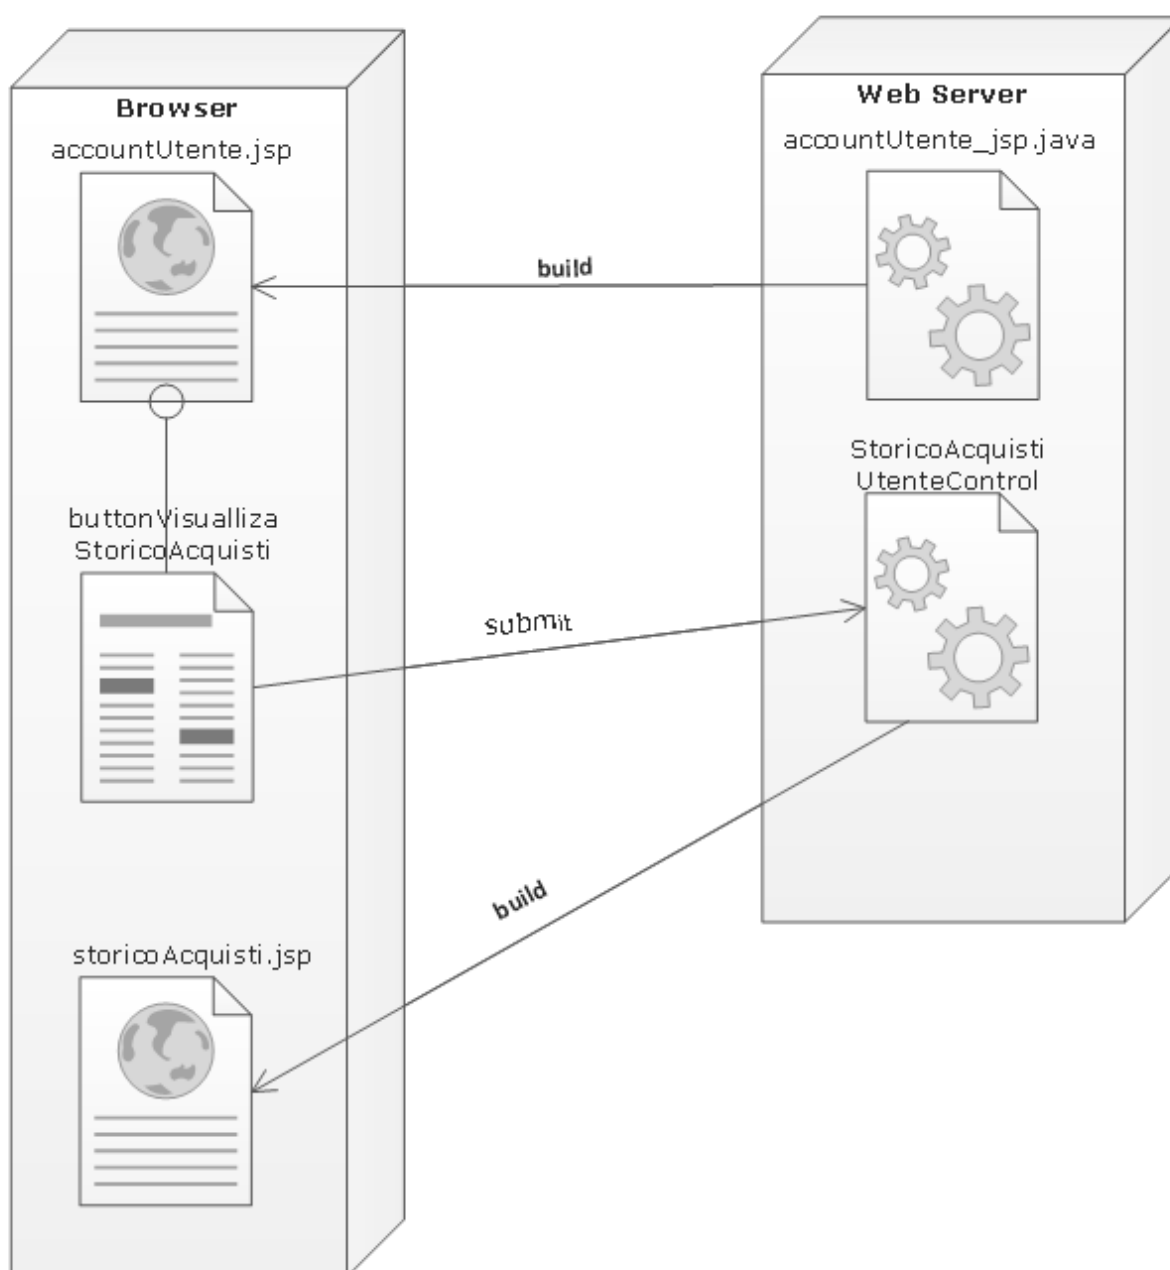 Browser
accountUtente.jsp
Web Server
accountUtente_jsp.java
build
StoricoAcquisti
UtenteControl
buttonVisualliza
StoricoAcquisti
submit
build
storicoAcquisti.jsp